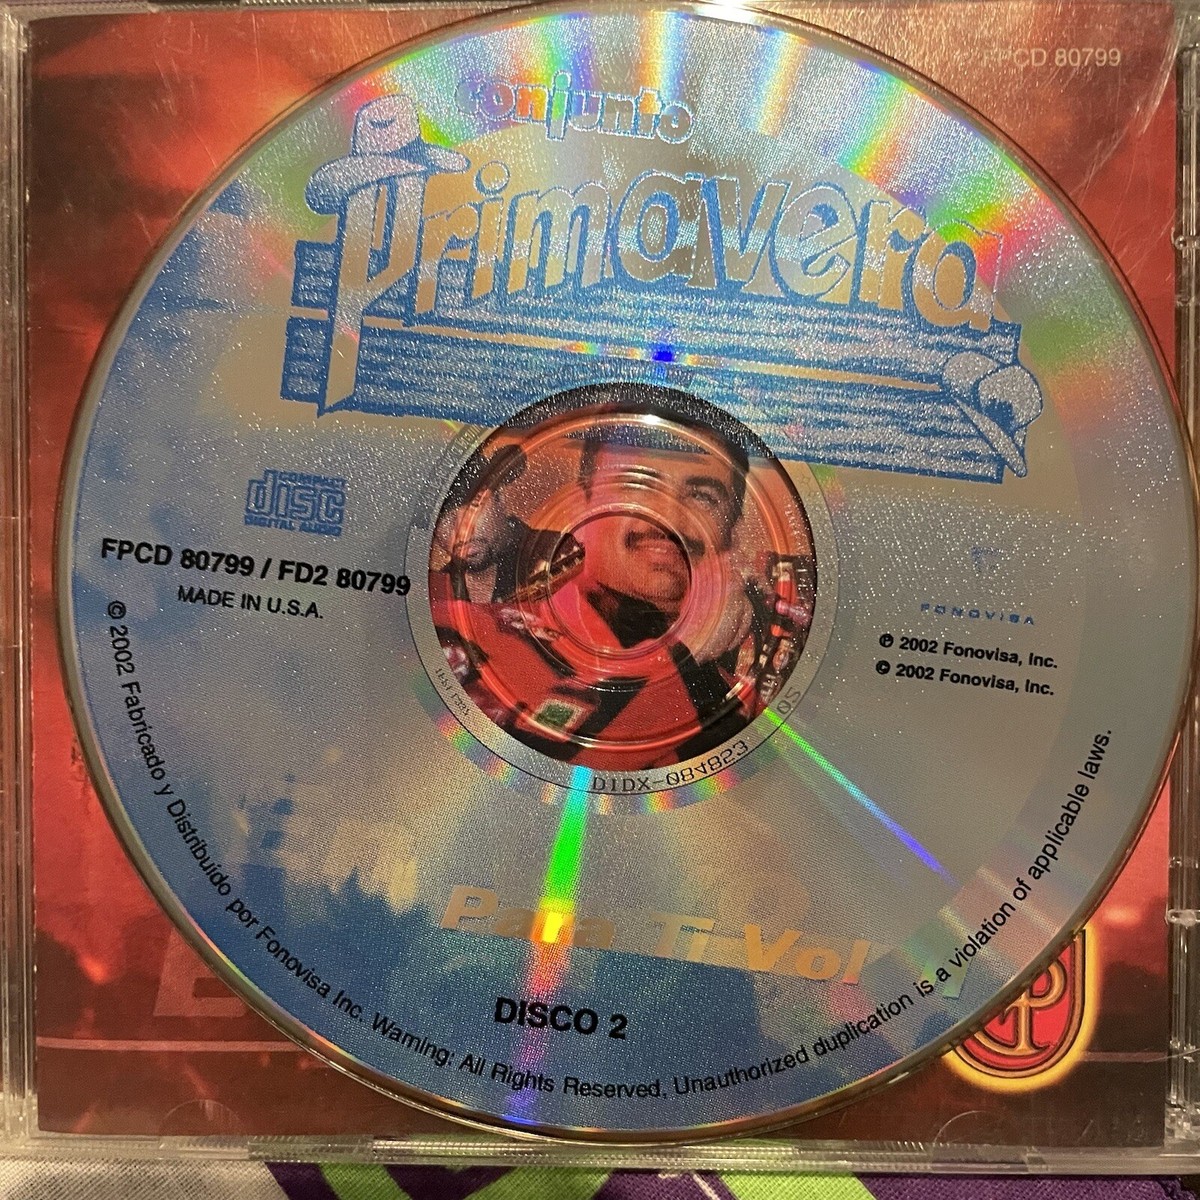 FPCD 80799
conjunto
Primavera
COMPACT
disc
DIGITAL AUDIO
FPCD 80799 / FD2 80799
MADE IN U.S.A.
FONOVISA
℗ 2002 Fonovisa, Inc.
© 2002 Fonovisa, Inc.
DIDX-084823
05
Para Ti Vol
DISCO 2
© 2002 Fabricado y Distribuido por Fonovisa Inc. Warning: All Rights Reserved, Unauthorized duplication is a violation of applicable laws.